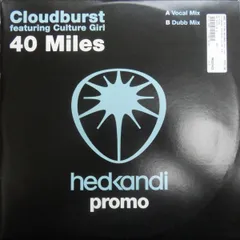 Cloudburst
featuring Culture Girl
40 Miles
A Vocal Mix
B Dubb Mix
hedkandi
promo